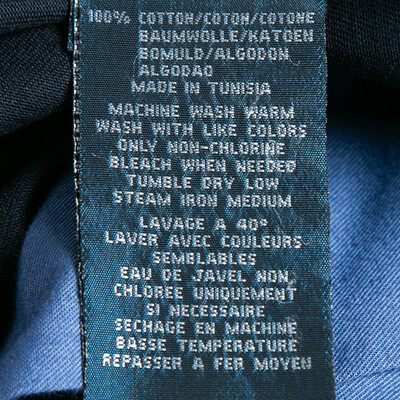 100% COTTON/COTON/COTONE
BAUMWOLLE/KATOEN
BOMULD/ALGODON
ALGODAO
MADE IN TUNISIA
MACHINE WASH WARM
WASH WITH LIKE COLORS
ONLY NON-CHLORINE
BLEACH WHEN NEEDED
TUMBLE DRY LOW
STEAM IRON MEDIUM
LAVAGE A 40°
LAVER AVEC COULEURS
SEMBLABLES
EAU DE JAVEL NON
CHLOREE UNIQUEMENT
SI NECESSAIRE
SECHAGE EN MACHINE
BASSE TEMPERATURE
REPASSER A FER MOYEN